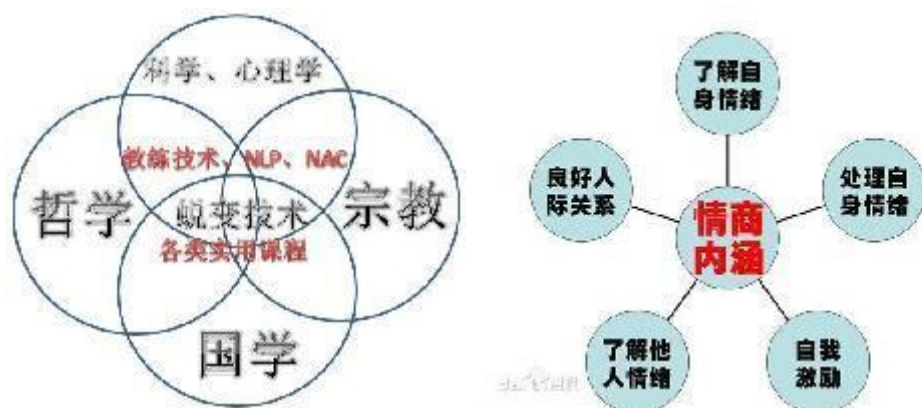 科学、心理学
教练技术、NLP、NAC
哲学
蜕变技术
宗教
各类实用课程
国学
了解自
身情绪
良好人
际关系
处理自
身情绪
情商
内涵
了解他
人情绪
自我
激励